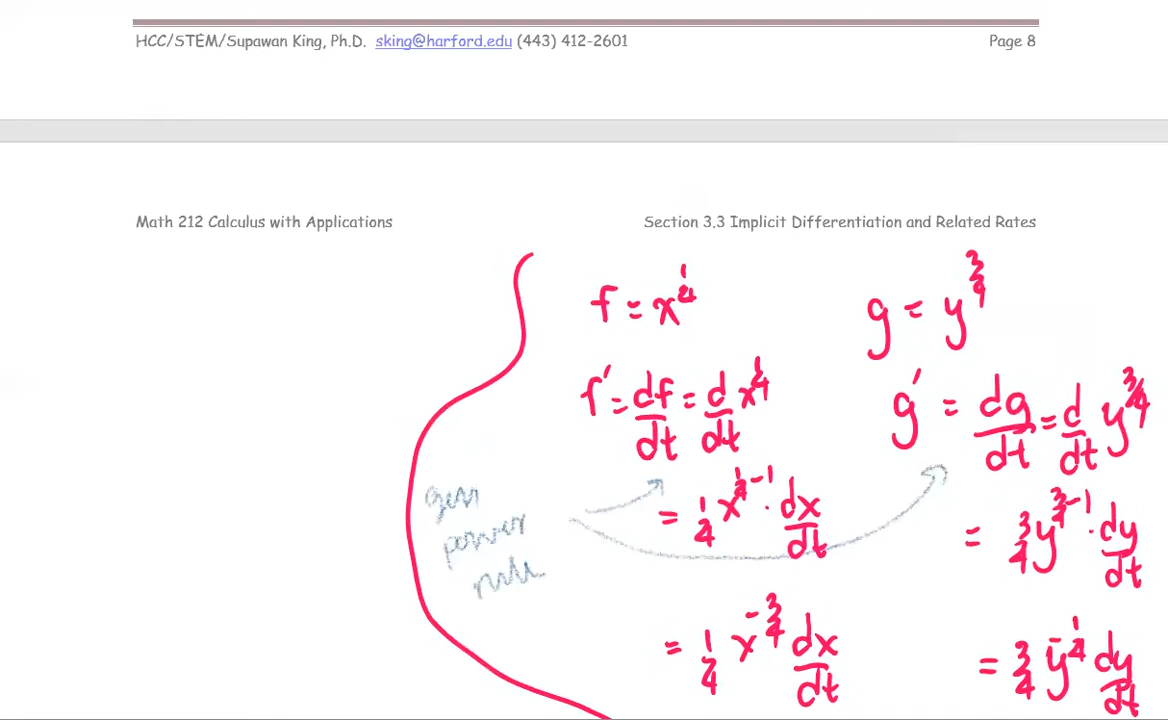 HCC/STEM/Supawan King, Ph.D. sking@harford.edu (443) 412-2601 Page 8
Math 212 Calculus with Applications Section 3.3 Implicit Differentiation and Related Rates
f = x^{1/4} g = y^{3/4}
f' = df/dt = d/dt x^{1/4} g' = dg/dt = d/dt y^{3/4}
gen
power
rule
= 1/4 x^{1/4 - 1} · dx/dt = 3/4 y^{3/4 - 1} · dy/dt
= 1/4 x^{-3/4} dx/dt = 3/4 y^{-1/4} dy/dt